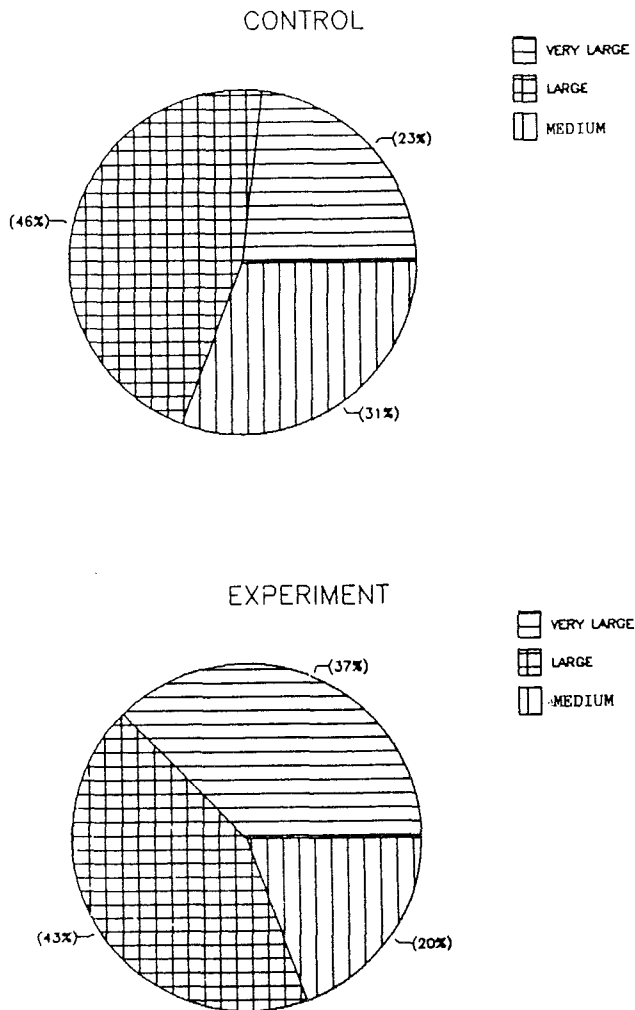 CONTROL
VERY LARGE
LARGE
MEDIUM
(23%)
(46%)
(31%)
EXPERIMENT
VERY LARGE
LARGE
MEDIUM
(37%)
(43%)
(20%)